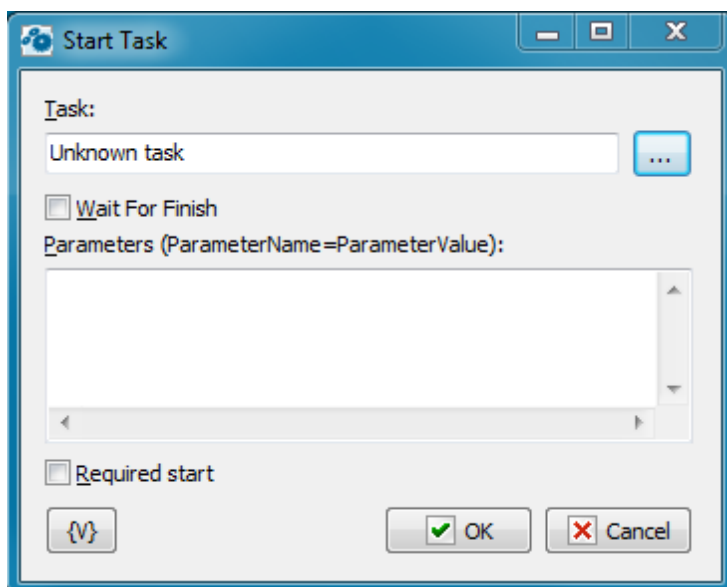 Start Task
Task:
Unknown task
...
Wait For Finish
Parameters (ParameterName=ParameterValue):
Required start
{V} OK Cancel